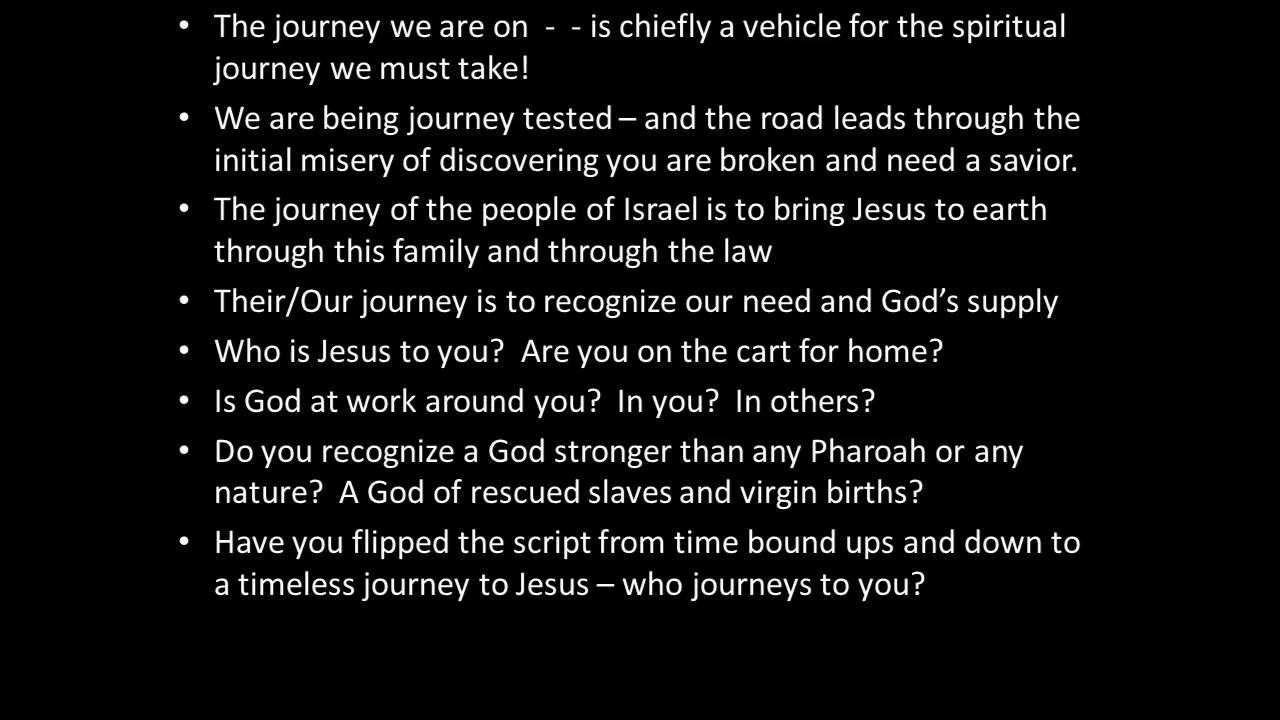 • The journey we are on  -  - is chiefly a vehicle for the spiritual
journey we must take!
• We are being journey tested – and the road leads through the
initial misery of discovering you are broken and need a savior.
• The journey of the people of Israel is to bring Jesus to earth
through this family and through the law
• Their/Our journey is to recognize our need and God’s supply
• Who is Jesus to you?  Are you on the cart for home?
• Is God at work around you?  In you?  In others?
• Do you recognize a God stronger than any Pharoah or any
nature?  A God of rescued slaves and virgin births?
• Have you flipped the script from time bound ups and down to
a timeless journey to Jesus – who journeys to you?